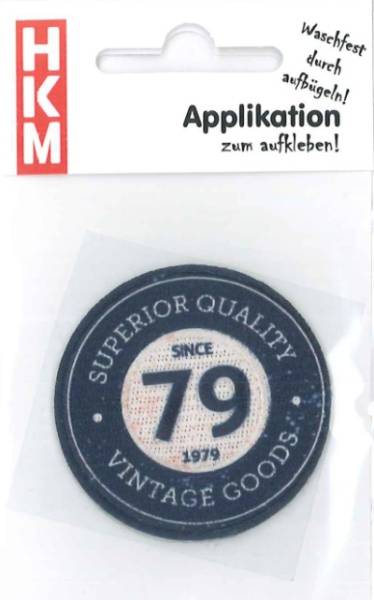 HKM
Waschfest
durch
aufbügeln!
Applikation
zum aufkleben!
SUPERIOR QUALITY
SINCE
79
1979
VINTAGE GOODS